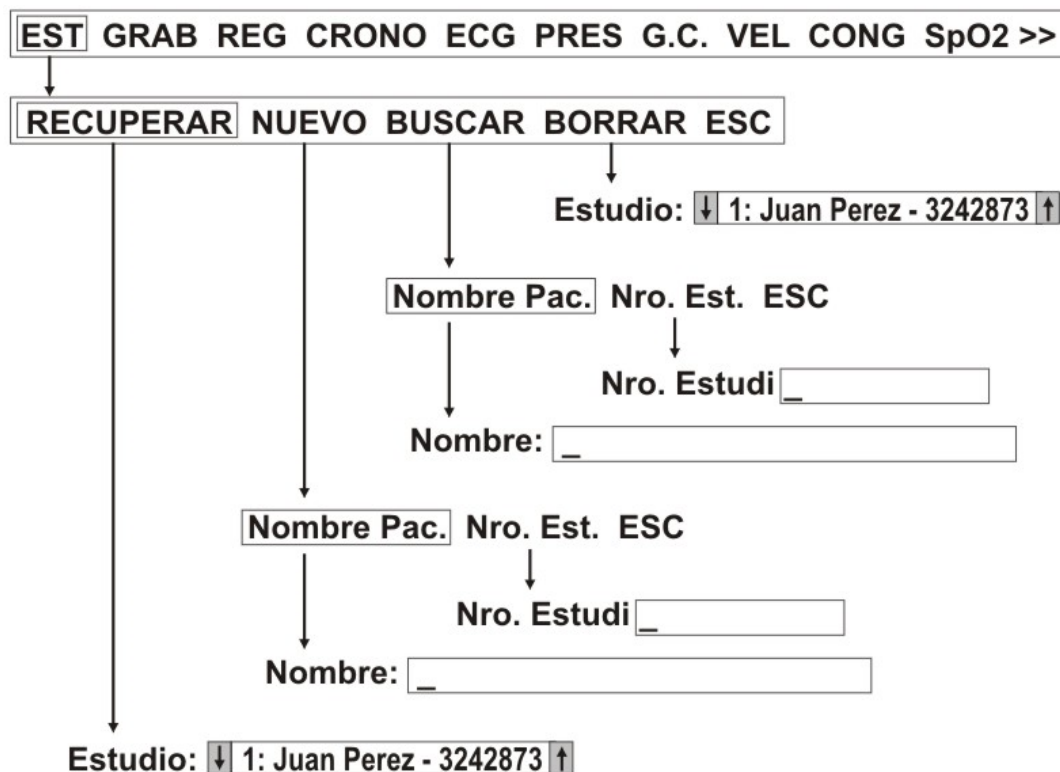 EST GRAB REG CRONO ECG PRES G.C. VEL CONG SpO2 >>
RECUPERAR NUEVO BUSCAR BORRAR ESC
Estudio: ↓ 1: Juan Perez - 3242873 ↑
Nombre Pac. Nro. Est. ESC
Nro. Estudi _
Nombre: _
Nombre Pac. Nro. Est. ESC
Nro. Estudi _
Nombre: _
Estudio: ↓ 1: Juan Perez - 3242873 ↑